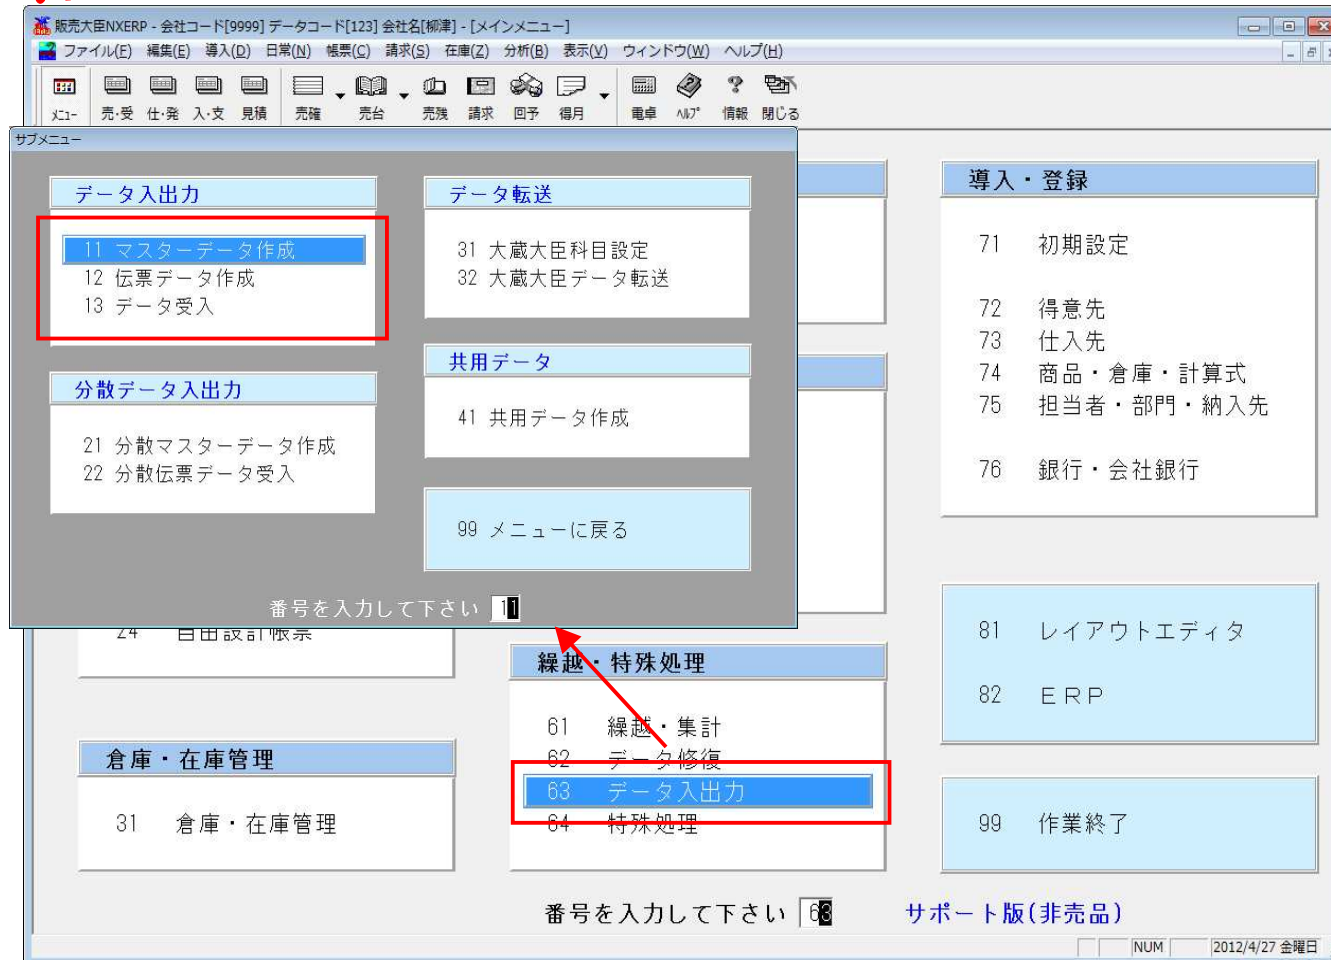 販売大臣NXERP - 会社コード[9999] データコード[123] 会社名[柳津] - [メインメニュー]
ファイル(F) 編集(E) 導入(D) 日常(N) 帳票(C) 請求(S) 在庫(Z) 分析(B) 表示(V) ウィンドウ(W) ヘルプ(H)
ﾒﾆｭｰ 売・受 仕・発 入・支 見積 売確 売台 売残 請求 回予 得月 電卓 ﾍﾙﾌﾟ 情報 閉じる
サブメニュー
データ入出力
11 マスターデータ作成
12 伝票データ作成
13 データ受入
分散データ入出力
21 分散マスターデータ作成
22 分散伝票データ受入
データ転送
31 大蔵大臣科目設定
32 大蔵大臣データ転送
共用データ
41 共用データ作成
99 メニューに戻る
番号を入力して下さい 11
24 自由設計帳票
倉庫・在庫管理
31 倉庫・在庫管理
繰越・特殊処理
61 繰越・集計
62 データ修復
63 データ入出力
64 特殊処理
導入・登録
71 初期設定
72 得意先
73 仕入先
74 商品・倉庫・計算式
75 担当者・部門・納入先
76 銀行・会社銀行
81 レイアウトエディタ
82 ＥＲＰ
99 作業終了
番号を入力して下さい 63
サポート版(非売品)
NUM 2012/4/27 金曜日